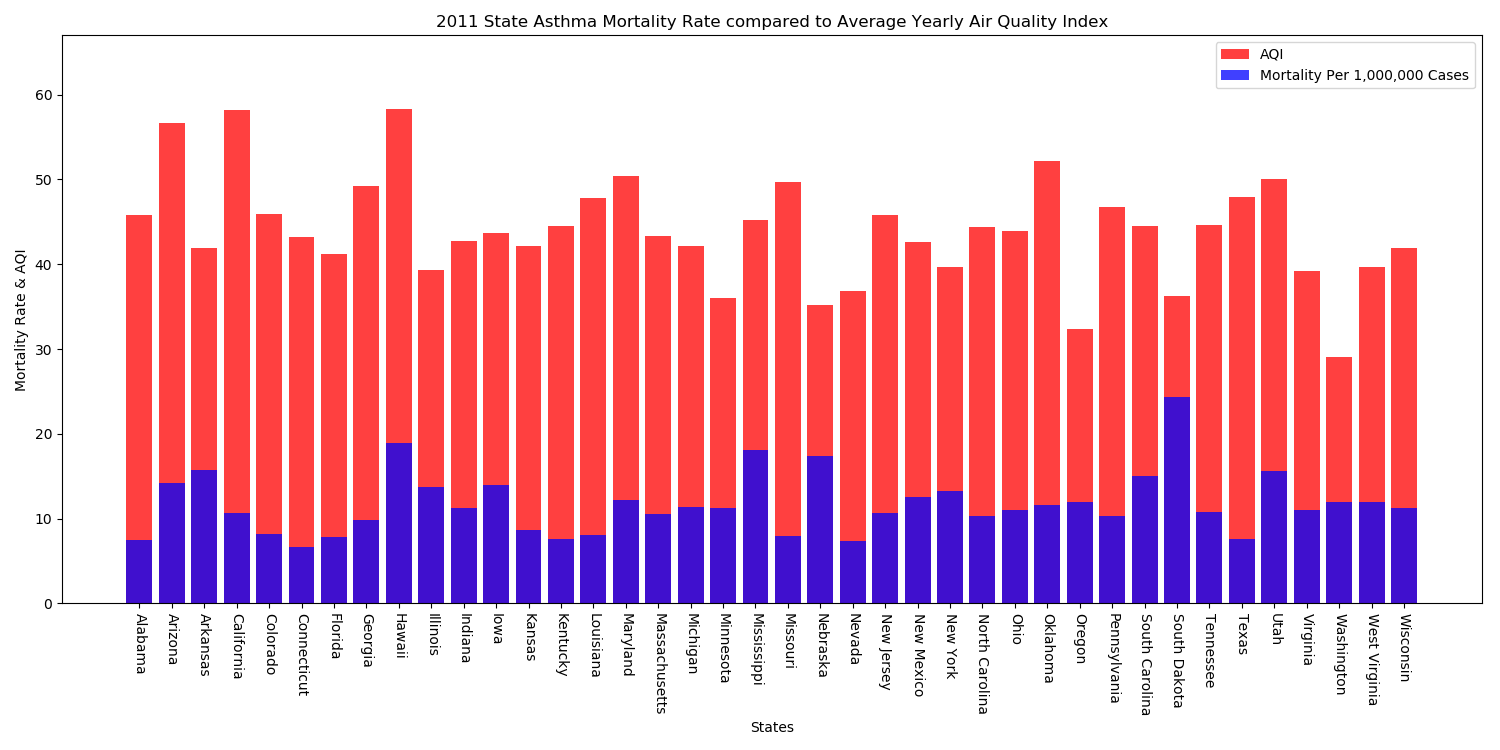 2011 State Asthma Mortality Rate compared to Average Yearly Air Quality Index
AQI
Mortality Per 1,000,000 Cases
Mortality Rate & AQI
60
50
40
30
20
10
0
Alabama
Arizona
Arkansas
California
Colorado
Connecticut
Florida
Georgia
Hawaii
Illinois
Indiana
Iowa
Kansas
Kentucky
Louisiana
Maryland
Massachusetts
Michigan
Minnesota
Mississippi
Missouri
Nebraska
Nevada
New Jersey
New Mexico
New York
North Carolina
Ohio
Oklahoma
Oregon
Pennsylvania
South Carolina
South Dakota
Tennessee
Texas
Utah
Virginia
Washington
West Virginia
Wisconsin
States